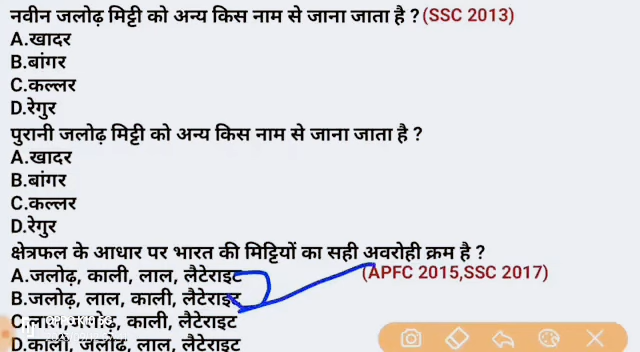 नवीन जलोढ़ मिट्टी को अन्य किस नाम से जाना जाता है ? (SSC 2013)
A.खादर
B.बांगर
C.कल्लर
D.रेगुर
पुरानी जलोढ़ मिट्टी को अन्य किस नाम से जाना जाता है ?
A.खादर
B.बांगर
C.कल्लर
D.रेगुर
क्षेत्रफल के आधार पर भारत की मिट्टियों का सही अवरोही क्रम है ?
A.जलोढ़, काली, लाल, लैटेराइट (APFC 2015,SSC 2017)
B.जलोढ़, लाल, काली, लैटेराइट
C.लाल, जलोढ़, काली, लैटेराइट
D.काली, जलोढ़, लाल, लैटेराइट